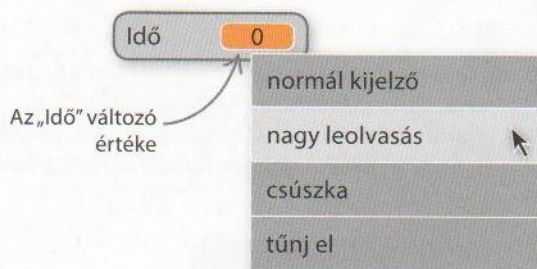 Idő 0
normál kijelző
Az „Idő” változó
értéke
nagy leolvasás
csúszka
tűnj el